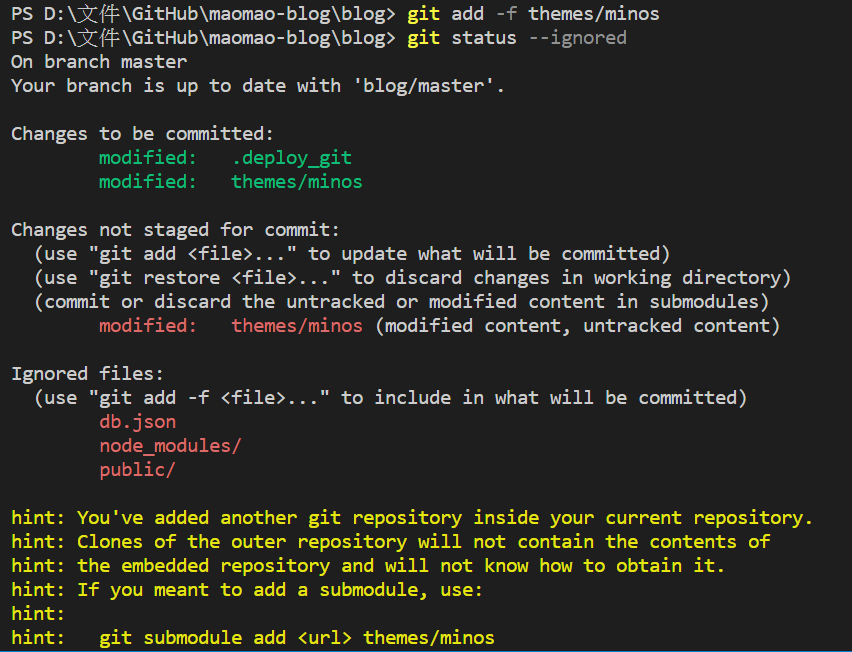 PS D:\文件\GitHub\maomao-blog\blog> git add -f themes/minos
PS D:\文件\GitHub\maomao-blog\blog> git status --ignored
On branch master
Your branch is up to date with 'blog/master'.
Changes to be committed:
modified:   .deploy_git
modified:   themes/minos
Changes not staged for commit:
(use "git add <file>..." to update what will be committed)
(use "git restore <file>..." to discard changes in working directory)
(commit or discard the untracked or modified content in submodules)
modified:   themes/minos (modified content, untracked content)
Ignored files:
(use "git add -f <file>..." to include in what will be committed)
db.json
node_modules/
public/
hint: You've added another git repository inside your current repository.
hint: Clones of the outer repository will not contain the contents of
hint: the embedded repository and will not know how to obtain it.
hint: If you meant to add a submodule, use:
hint:
hint:   git submodule add <url> themes/minos